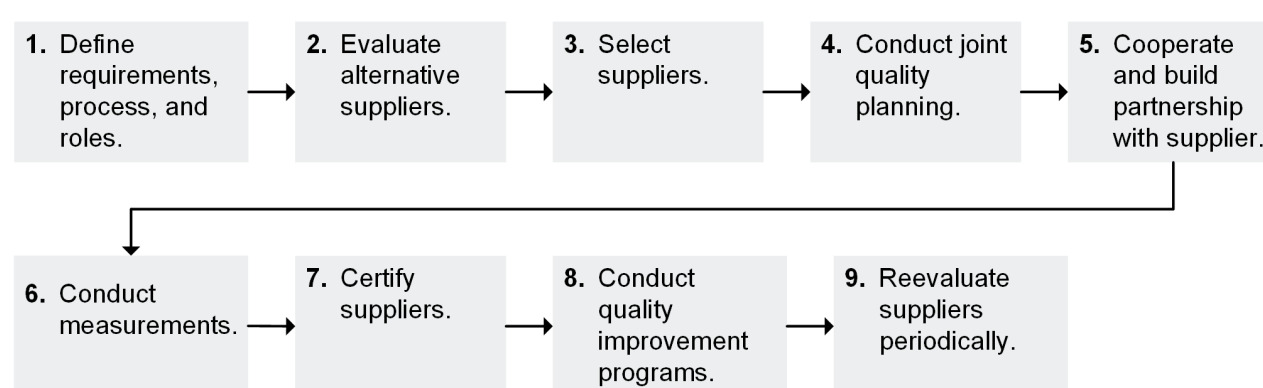 1. Define
requirements,
process, and
roles.
2. Evaluate
alternative
suppliers.
3. Select
suppliers.
4. Conduct joint
quality
planning.
5. Cooperate
and build
partnership
with supplier.
6. Conduct
measurements.
7. Certify
suppliers.
8. Conduct
quality
improvement
programs.
9. Reevaluate
suppliers
periodically.